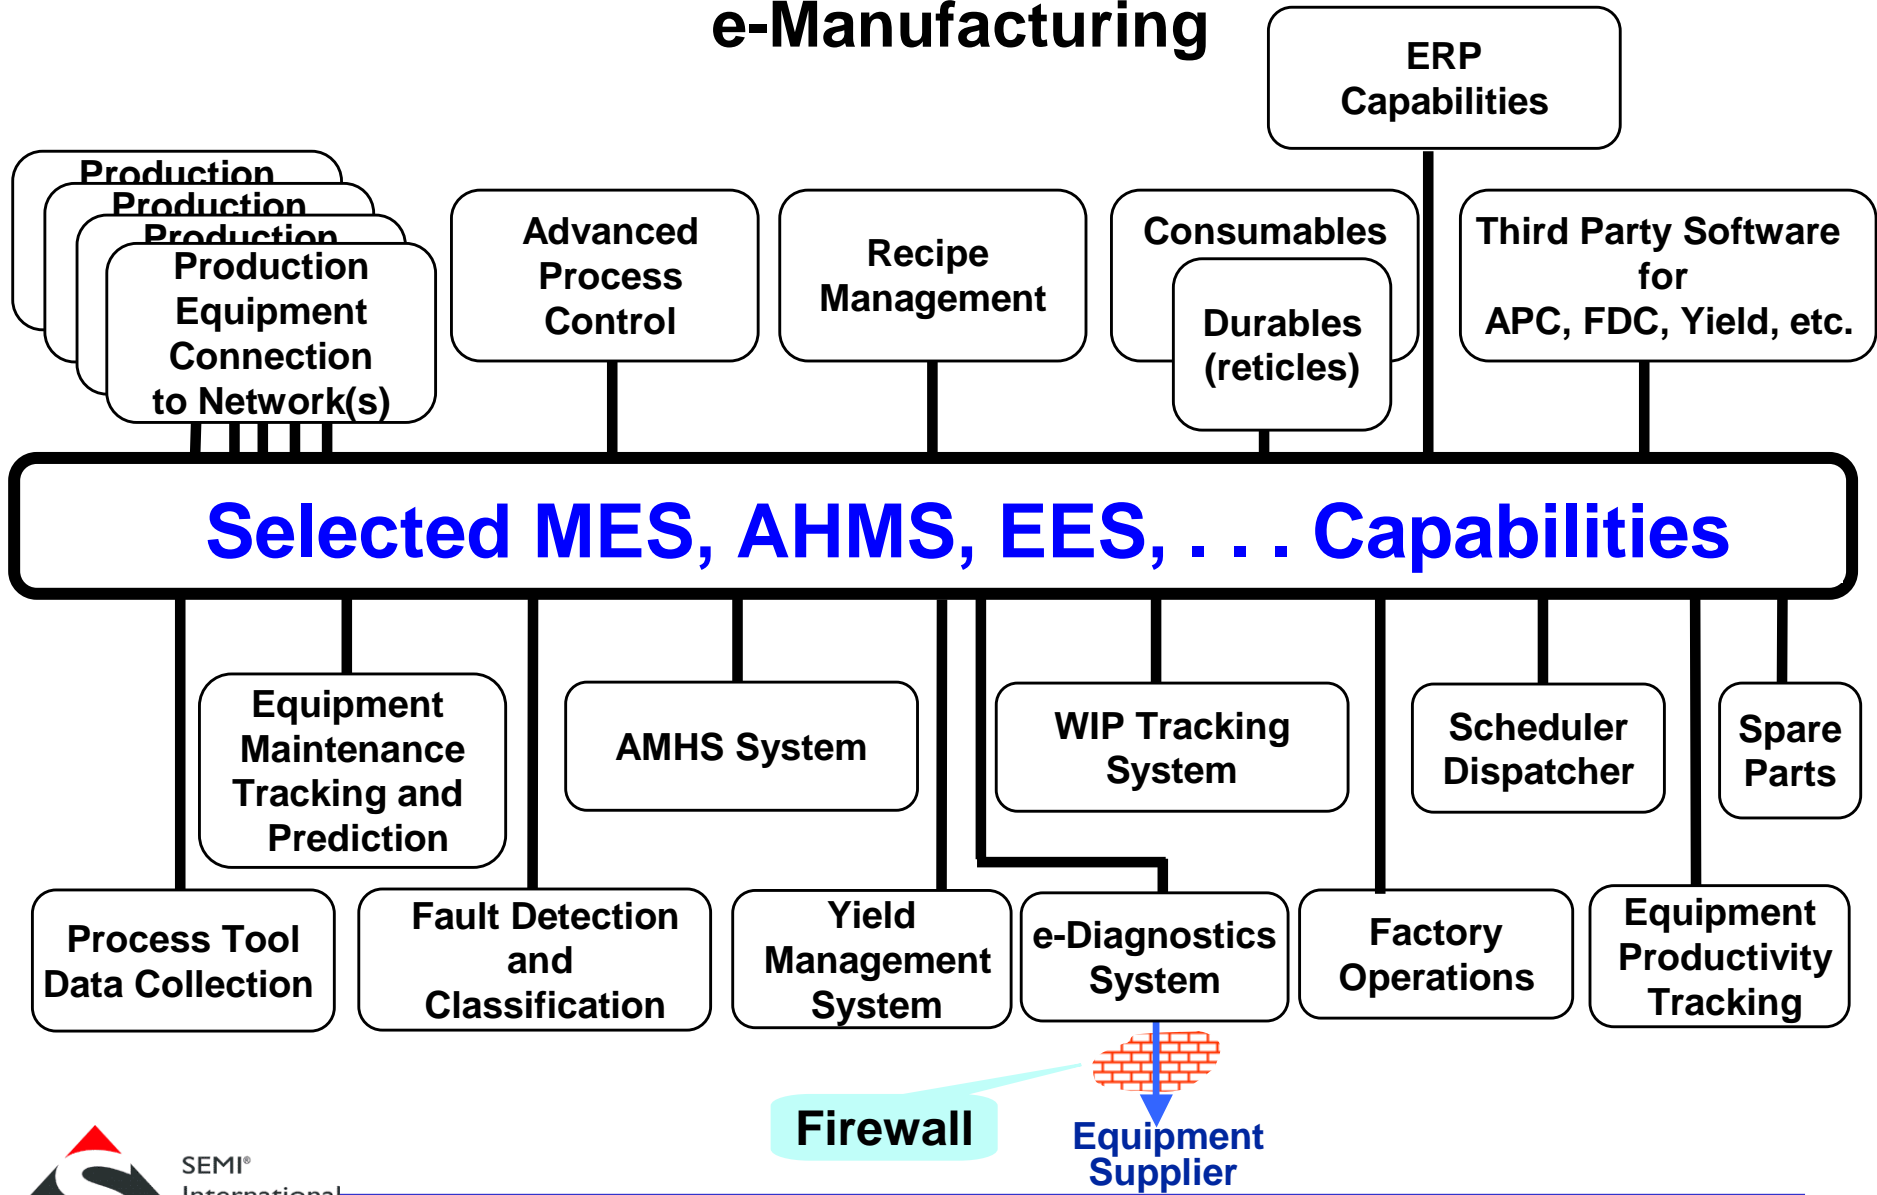 e-Manufacturing
ERP
Capabilities
Production
Production
Production
Production
Equipment
Connection
to Network(s)
Advanced
Process
Control
Recipe
Management
Consumables
Durables
(reticles)
Third Party Software
for
APC, FDC, Yield, etc.
Selected MES, AHMS, EES, . . . Capabilities
Equipment
Maintenance
Tracking and
Prediction
AMHS System
WIP Tracking
System
Scheduler
Dispatcher
Spare
Parts
Process Tool
Data Collection
Fault Detection
and
Classification
Yield
Management
System
e-Diagnostics
System
Factory
Operations
Equipment
Productivity
Tracking
Firewall
Equipment
Supplier
SEMI®
International